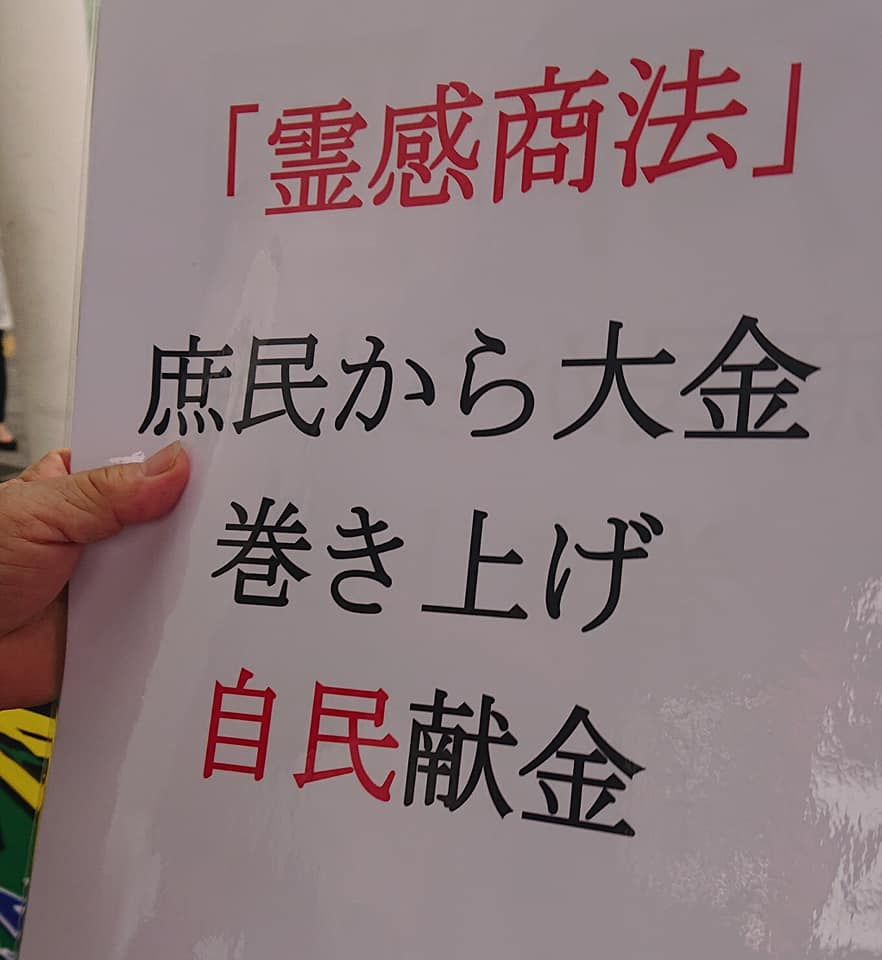 「霊感商法」
庶民から大金
巻き上げ
自民献金